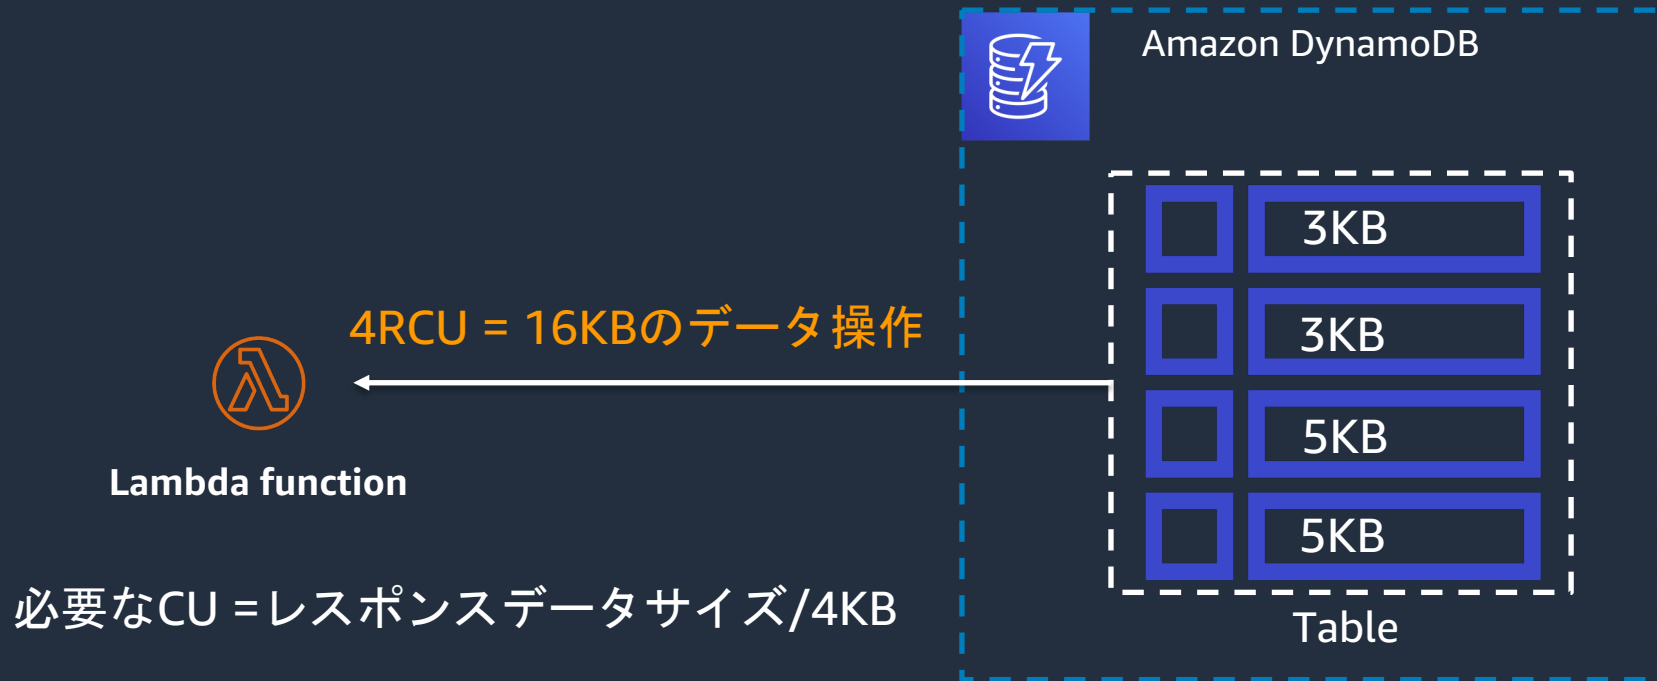 Amazon DynamoDB
3KB
3KB
4RCU = 16KBのデータ操作
5KB
Lambda function
5KB
必要なCU =レスポンスデータサイズ/4KB
Table